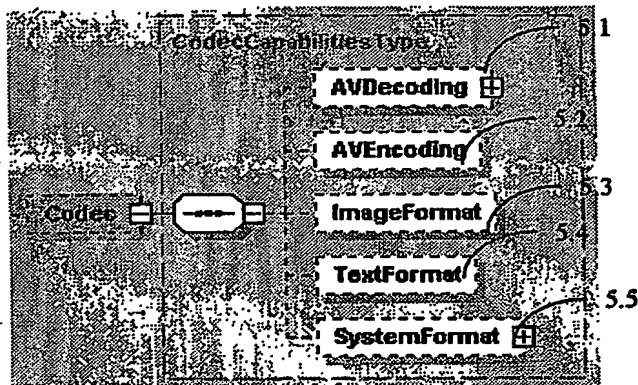 CodecCapabilitiesType
5.1
AVDecoding
5.2
AVEncoding
5.3
Codec
ImageFormat
5.4
TextFormat
5.5
SystemFormat